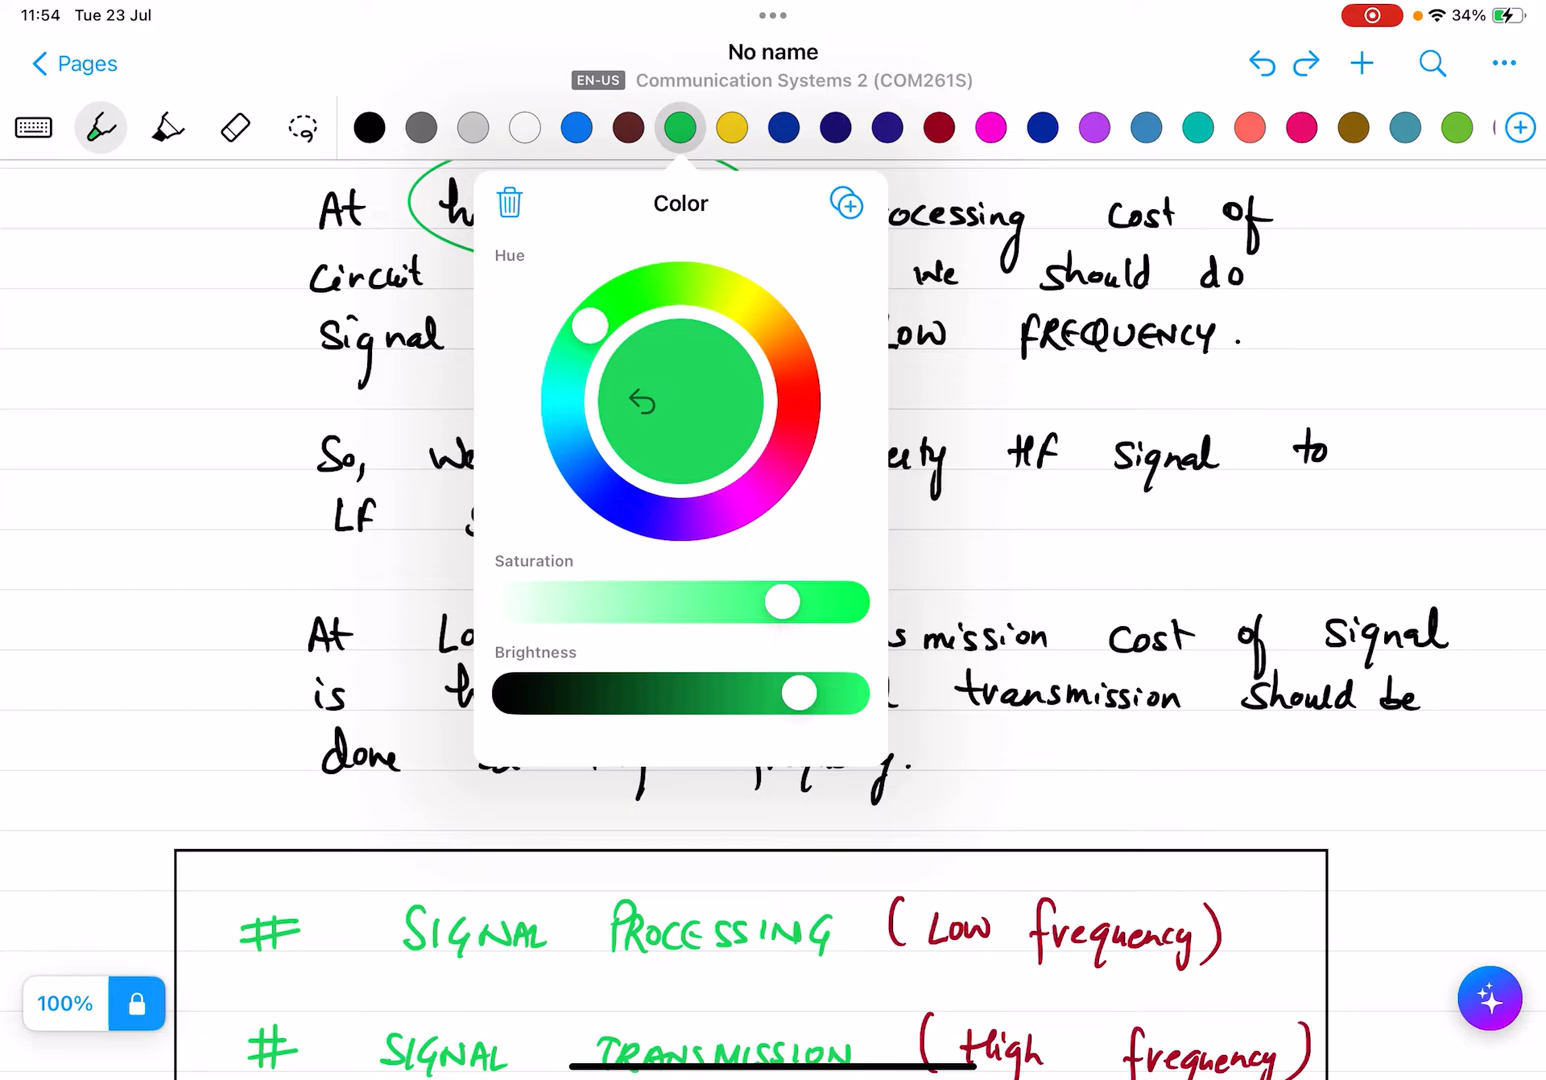 11:54 Tue 23 Jul
34%
Pages
No name
EN-US Communication Systems 2 (COM261S)
At ocessing cost of
Circuit we should do
Signal LOW FREQUENCY.
So, we HF signal to
LF
At smission cost of signal
is transmission should be
done
Color
Hue
Saturation
Brightness
# SIGNAL PROCESSING (Low frequency)
# SIGNAL TRANSMISSION (High frequency)
100%